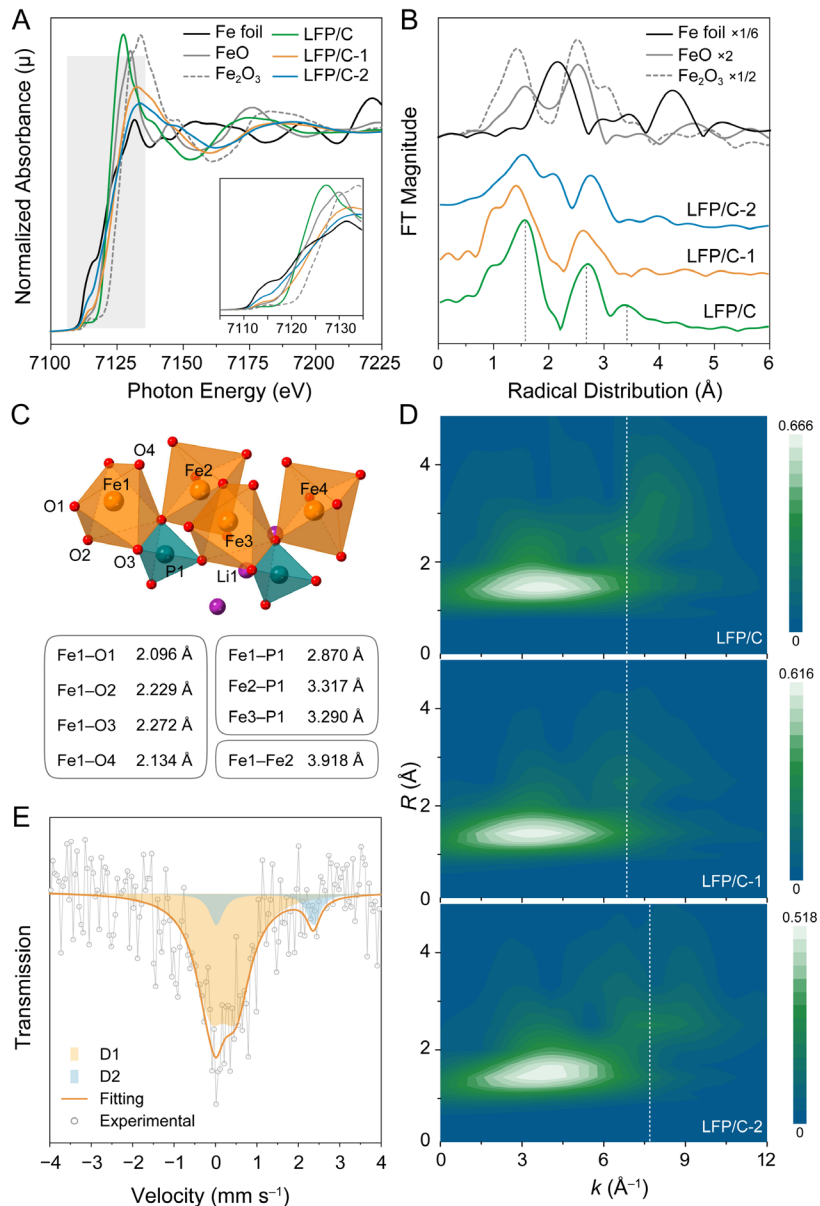 A
Fe foil
FeO
Fe2O3
LFP/C
LFP/C-1
LFP/C-2
Normalized Absorbance (μ)
7110 7120 7130
7100 7125 7150 7175 7200 7225
Photon Energy (eV)
B
Fe foil ×1/6
FeO ×2
Fe2O3 ×1/2
FT Magnitude
LFP/C-2
LFP/C-1
LFP/C
0 1 2 3 4 5 6
Radical Distribution (Å)
C
O4
Fe2
Fe1
Fe4
O1
Fe3
O2
O3
P1
Li1
Fe1–O1 2.096 Å
Fe1–O2 2.229 Å
Fe1–O3 2.272 Å
Fe1–O4 2.134 Å
Fe1–P1 2.870 Å
Fe2–P1 3.317 Å
Fe3–P1 3.290 Å
Fe1–Fe2 3.918 Å
D
0.666
4
2
0
LFP/C
0
0.616
4
R (Å)
2
0
LFP/C-1
0
0.518
4
2
0
LFP/C-2
0
0 3 6 9 12
k (Å⁻¹)
E
Transmission
D1
D2
Fitting
Experimental
−4 −3 −2 −1 0 1 2 3 4
Velocity (mm s⁻¹)